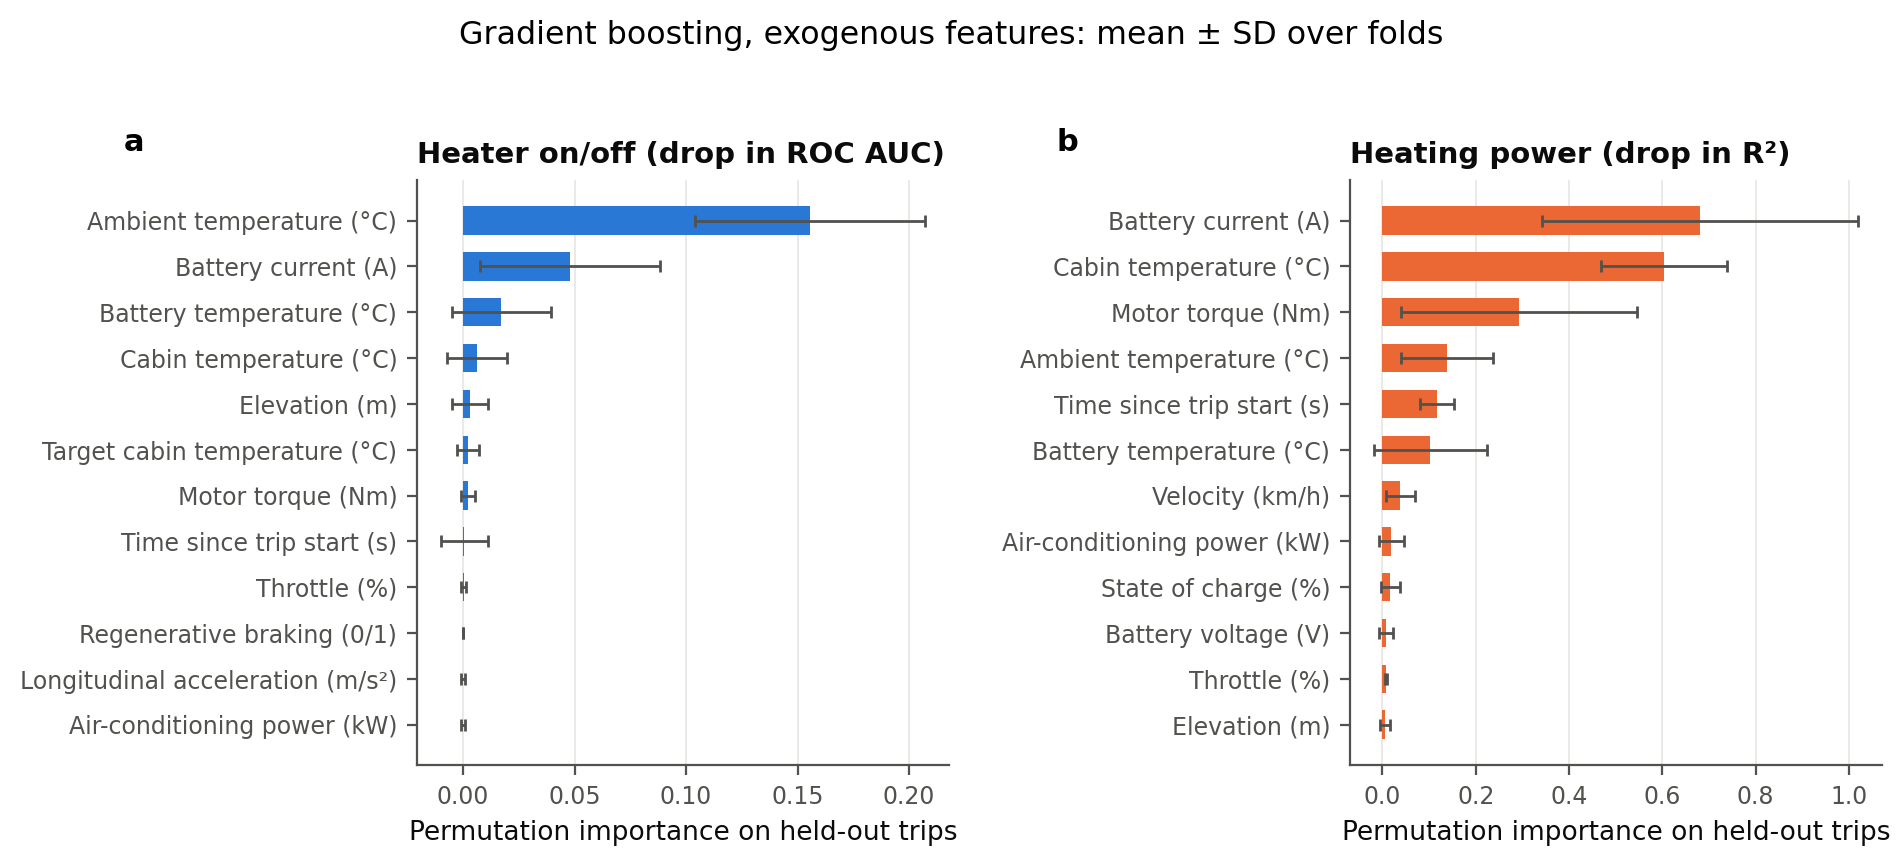 Gradient boosting, exogenous features: mean ± SD over folds
a
Heater on/off (drop in ROC AUC)
Ambient temperature (°C)
Battery current (A)
Battery temperature (°C)
Cabin temperature (°C)
Elevation (m)
Target cabin temperature (°C)
Motor torque (Nm)
Time since trip start (s)
Throttle (%)
Regenerative braking (0/1)
Longitudinal acceleration (m/s²)
Air-conditioning power (kW)
0.00 0.05 0.10 0.15 0.20
Permutation importance on held-out trips
b
Heating power (drop in R²)
Battery current (A)
Cabin temperature (°C)
Motor torque (Nm)
Ambient temperature (°C)
Time since trip start (s)
Battery temperature (°C)
Velocity (km/h)
Air-conditioning power (kW)
State of charge (%)
Battery voltage (V)
Throttle (%)
Elevation (m)
0.0 0.2 0.4 0.6 0.8 1.0
Permutation importance on held-out trips